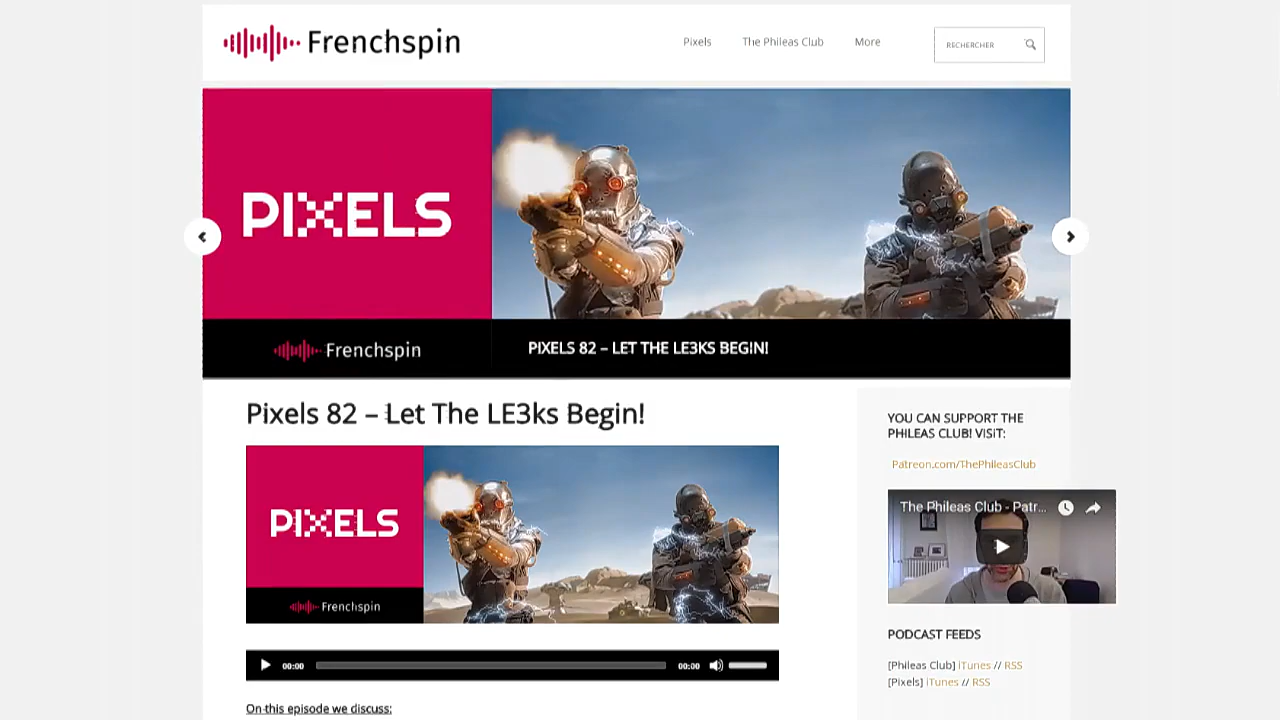 Frenchspin
Pixels
The Phileas Club
More
RECHERCHER
PIXELS
Frenchspin
PIXELS 82 – LET THE LE3KS BEGIN!
Pixels 82 – Let The LE3ks Begin!
PIXELS
Frenchspin
00:00
00:00
On this episode we discuss:
YOU CAN SUPPORT THE
PHILEAS CLUB! VISIT:
Patreon.com/ThePhileasClub
The Phileas Club - Patr...
PODCAST FEEDS
[Phileas Club] iTunes // RSS
[Pixels] iTunes // RSS